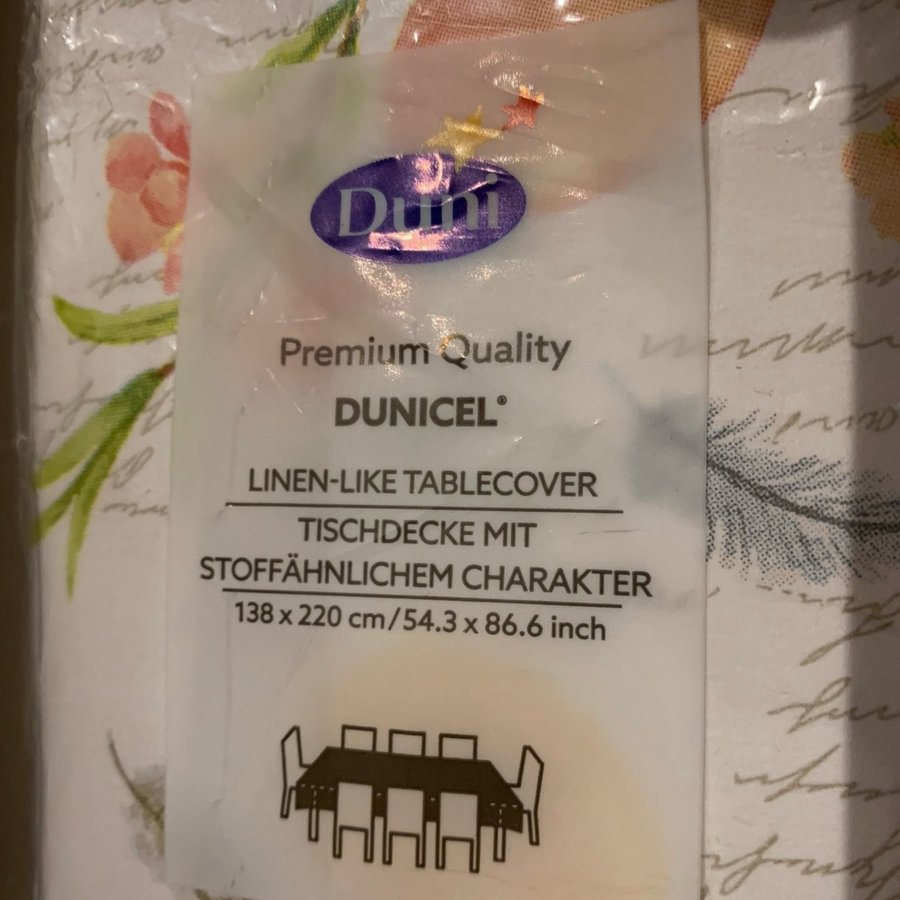 Duni
Premium Quality
DUNICEL®
LINEN-LIKE TABLECOVER
TISCHDECKE MIT
STOFFÄHNLICHEM CHARAKTER
138 x 220 cm/54.3 x 86.6 inch